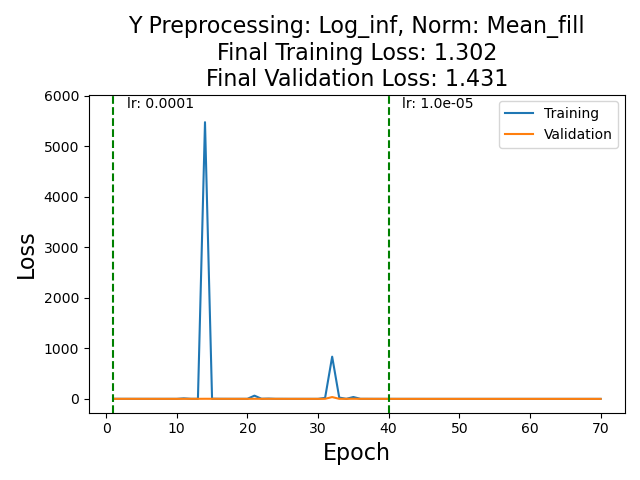 Y Preprocessing: Log_inf, Norm: Mean_fill
Final Training Loss: 1.302
Final Validation Loss: 1.431
lr: 0.0001
lr: 1.0e-05
Training
Validation
6000
5000
4000
3000
2000
1000
0
Loss
0 10 20 30 40 50 60 70
Epoch